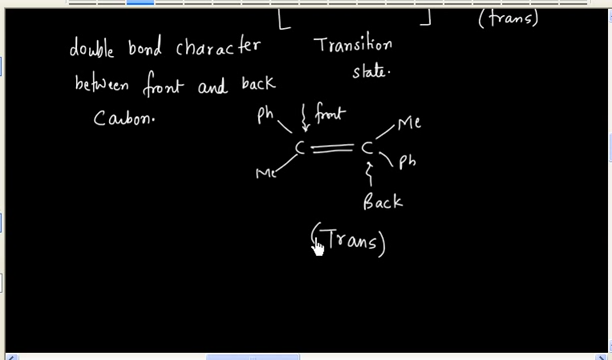 (trans)
double bond character
Transition
between front and back
state.
Carbon.
Ph
front
Me
C
C
Me
Ph
Back
(Trans)